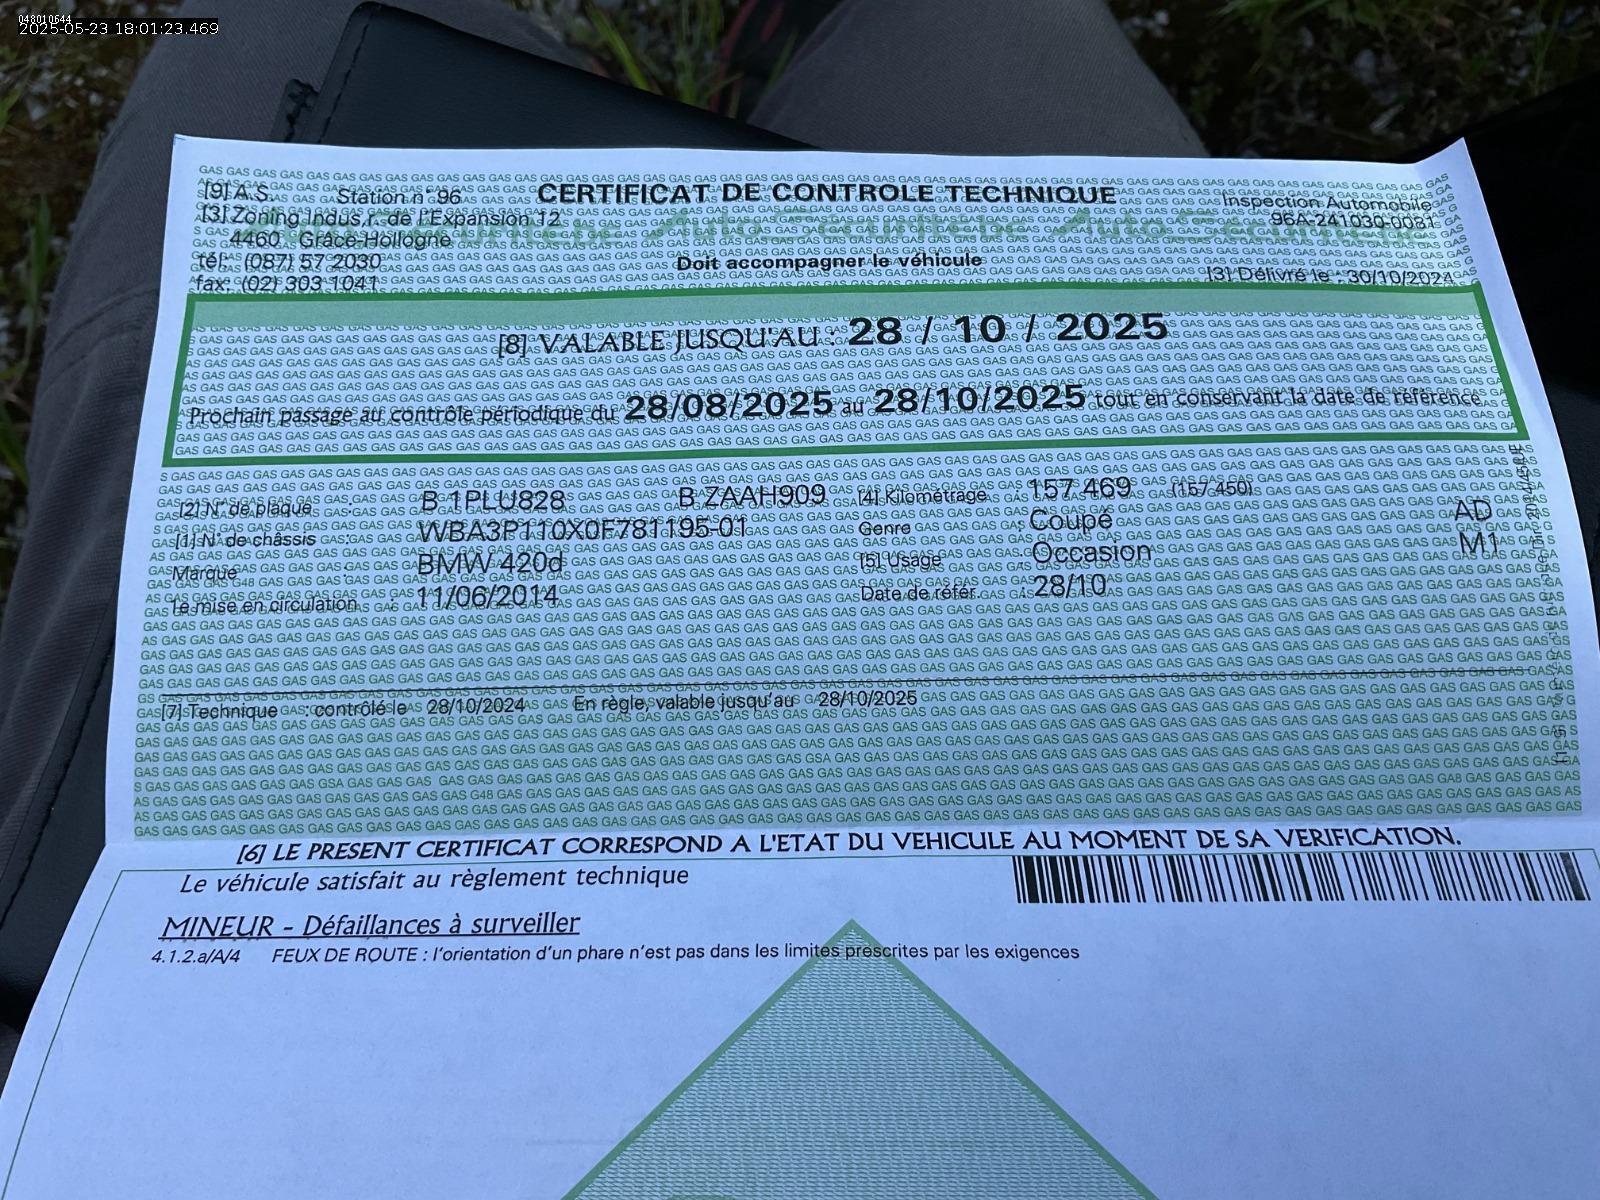 048010644
2025-05-23 18:01:23.469
[9] A.S. Station n°96
CERTIFICAT DE CONTROLE TECHNIQUE
Inspection Automobile
[3] Zoning Indus,r. de l'Expansion 12
96A-241030-0081
4460 Grâce-Hollogne
tél.: (087) 57 2030
Doit accompagner le véhicule
fax: (02) 303 1041
[3] Délivré le : 30/10/2024
[8] VALABLE JUSQU'AU : 28 / 10 / 2025
Prochain passage au contrôle périodique du 28/08/2025 au 28/10/2025 tout en conservant la date de référence.
[2] N° de plaque : B 1PLU828 B ZAAH909 [4] Kilométrage : 157 469 (157 450)
[1] N° de châssis : WBA3P110X0F781195-01 Genre : Coupé AD
Marque : BMW 420d [5] Usage : Occasion M1
1e mise en circulation : 11/06/2014 Date de référ. : 28/10
[7] Technique : contrôlé le 28/10/2024 En règle, valable jusqu'au 28/10/2025
[6] LE PRESENT CERTIFICAT CORRESPOND A L'ETAT DU VEHICULE AU MOMENT DE SA VERIFICATION.
Le véhicule satisfait au règlement technique
MINEUR - Défaillances à surveiller
4.1.2.a/A/4 FEUX DE ROUTE : l'orientation d'un phare n'est pas dans les limites prescrites par les exigences